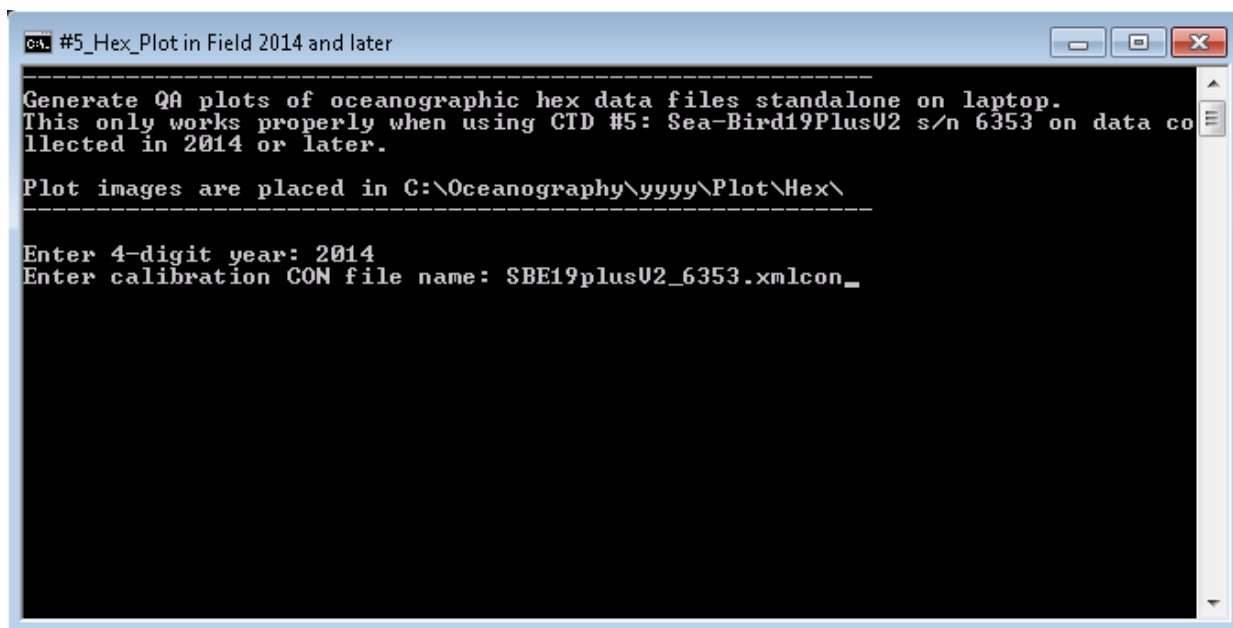 #5_Hex_Plot in Field 2014 and later
Generate QA plots of oceanographic hex data files standalone on laptop.
This only works properly when using CTD #5: Sea-Bird19PlusV2 s/n 6353 on data co
llected in 2014 or later.
Plot images are placed in C:\Oceanography\yyyy\Plot\Hex\
Enter 4-digit year: 2014
Enter calibration CON file name: SBE19plusV2_6353.xmlcon_